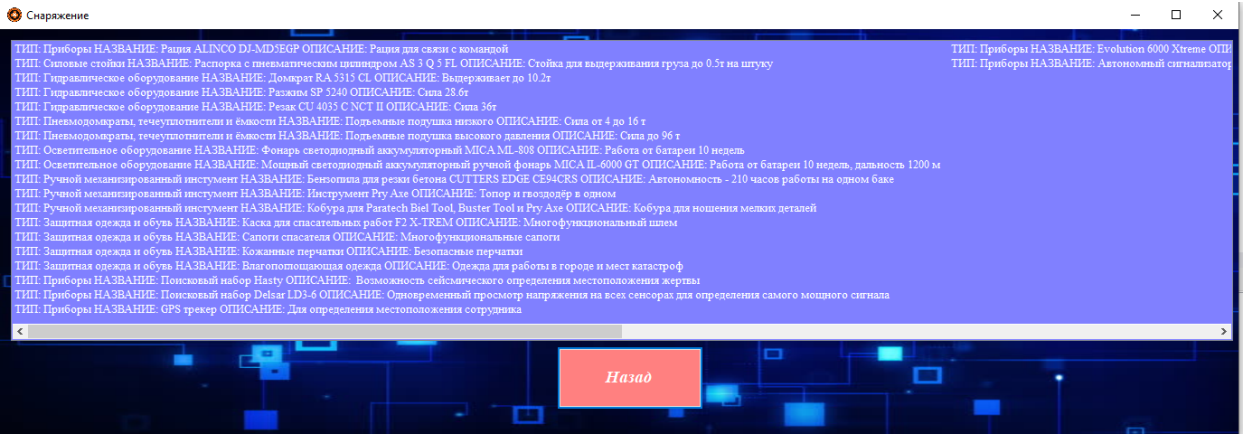 Снаряжение
ТИП: Приборы НАЗВАНИЕ: Рация ALINCO DJ-MD5EGP ОПИСАНИЕ: Рация для связи с командой
ТИП: Силовые стойки НАЗВАНИЕ: Распорка с пневматическим цилиндром AS 3 Q 5 FL ОПИСАНИЕ: Стойка для выдерживания груза до 0.5т на штуку
ТИП: Гидравлическое оборудование НАЗВАНИЕ: Домкрат RA 5315 CL ОПИСАНИЕ: Выдерживает до 10.2т
ТИП: Гидравлическое оборудование НАЗВАНИЕ: Разжим SP 5240 ОПИСАНИЕ: Сила 28.6т
ТИП: Гидравлическое оборудование НАЗВАНИЕ: Резак CU 4035 C NCT II ОПИСАНИЕ: Сила 36т
ТИП: Пневмодомкраты, течеуплотнители и ёмкости НАЗВАНИЕ: Подъемные подушка низкого ОПИСАНИЕ: Сила от 4 до 16 т
ТИП: Пневмодомкраты, течеуплотнители и ёмкости НАЗВАНИЕ: Подъемные подушка высокого давления ОПИСАНИЕ: Сила до 96 т
ТИП: Осветительное оборудование НАЗВАНИЕ: Фонарь светодиодный аккумуляторный MICA ML-808 ОПИСАНИЕ: Работа от батареи 10 недель
ТИП: Осветительное оборудование НАЗВАНИЕ: Мощный светодиодный аккумуляторный ручной фонарь MICA IL-6000 GT ОПИСАНИЕ: Работа от батареи 10 недель, дальность 1200 м
ТИП: Ручной механизированный инстумент НАЗВАНИЕ: Бензопила для резки бетона CUTTERS EDGE CE94CRS ОПИСАНИЕ: Автономность - 210 часов работы на одном баке
ТИП: Ручной механизированный инстумент НАЗВАНИЕ: Инструмент Pry Axe ОПИСАНИЕ: Топор и гвоздодёр в одном
ТИП: Ручной механизированный инстумент НАЗВАНИЕ: Кобура для Paratech Biel Tool, Buster Tool и Pry Axe ОПИСАНИЕ: Кобура для ношения мелких деталей
ТИП: Защитная одежда и обувь НАЗВАНИЕ: Каска для спасательных работ F2 X-TREM ОПИСАНИЕ: Многофункциональный шлем
ТИП: Защитная одежда и обувь НАЗВАНИЕ: Сапоги спасателя ОПИСАНИЕ: Многофункциональные сапоги
ТИП: Защитная одежда и обувь НАЗВАНИЕ: Кожанные перчатки ОПИСАНИЕ: Безопасные перчатки
ТИП: Защитная одежда и обувь НАЗВАНИЕ: Влагопоглощающая одежда ОПИСАНИЕ: Одежда для работы в городе и мест катастроф
ТИП: Приборы НАЗВАНИЕ: Поисковый набор Hasty ОПИСАНИЕ: Возможность сейсмического определения местоположения жертвы
ТИП: Приборы НАЗВАНИЕ: Поисковый набор Delsar LD3-6 ОПИСАНИЕ: Одновременный просмотр напряжения на всех сенсорах для определения самого мощного сигнала
ТИП: Приборы НАЗВАНИЕ: GPS трекер ОПИСАНИЕ: Для определения местоположения сотрудника
ТИП: Приборы НАЗВАНИЕ: Evolution 6000 Xtreme ОПИ
ТИП: Приборы НАЗВАНИЕ: Автономный сигнализатор
Назад